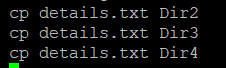 cp details.txt Dir2
cp details.txt Dir3
cp details.txt Dir4